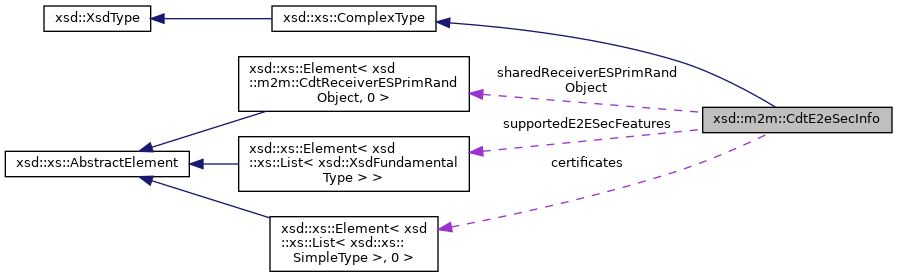 xsd::XsdType
xsd::xs::ComplexType
xsd::xs::Element< xsd
::m2m::CdtReceiverESPrimRand
Object, 0 >
sharedReceiverESPrimRand
Object
xsd::m2m::CdtE2eSecInfo
supportedE2ESecFeatures
xsd::xs::Element< xsd
::xs::List< xsd::XsdFundamental
Type > >
xsd::xs::AbstractElement
certificates
xsd::xs::Element< xsd
::xs::List< xsd::xs::
SimpleType >, 0 >